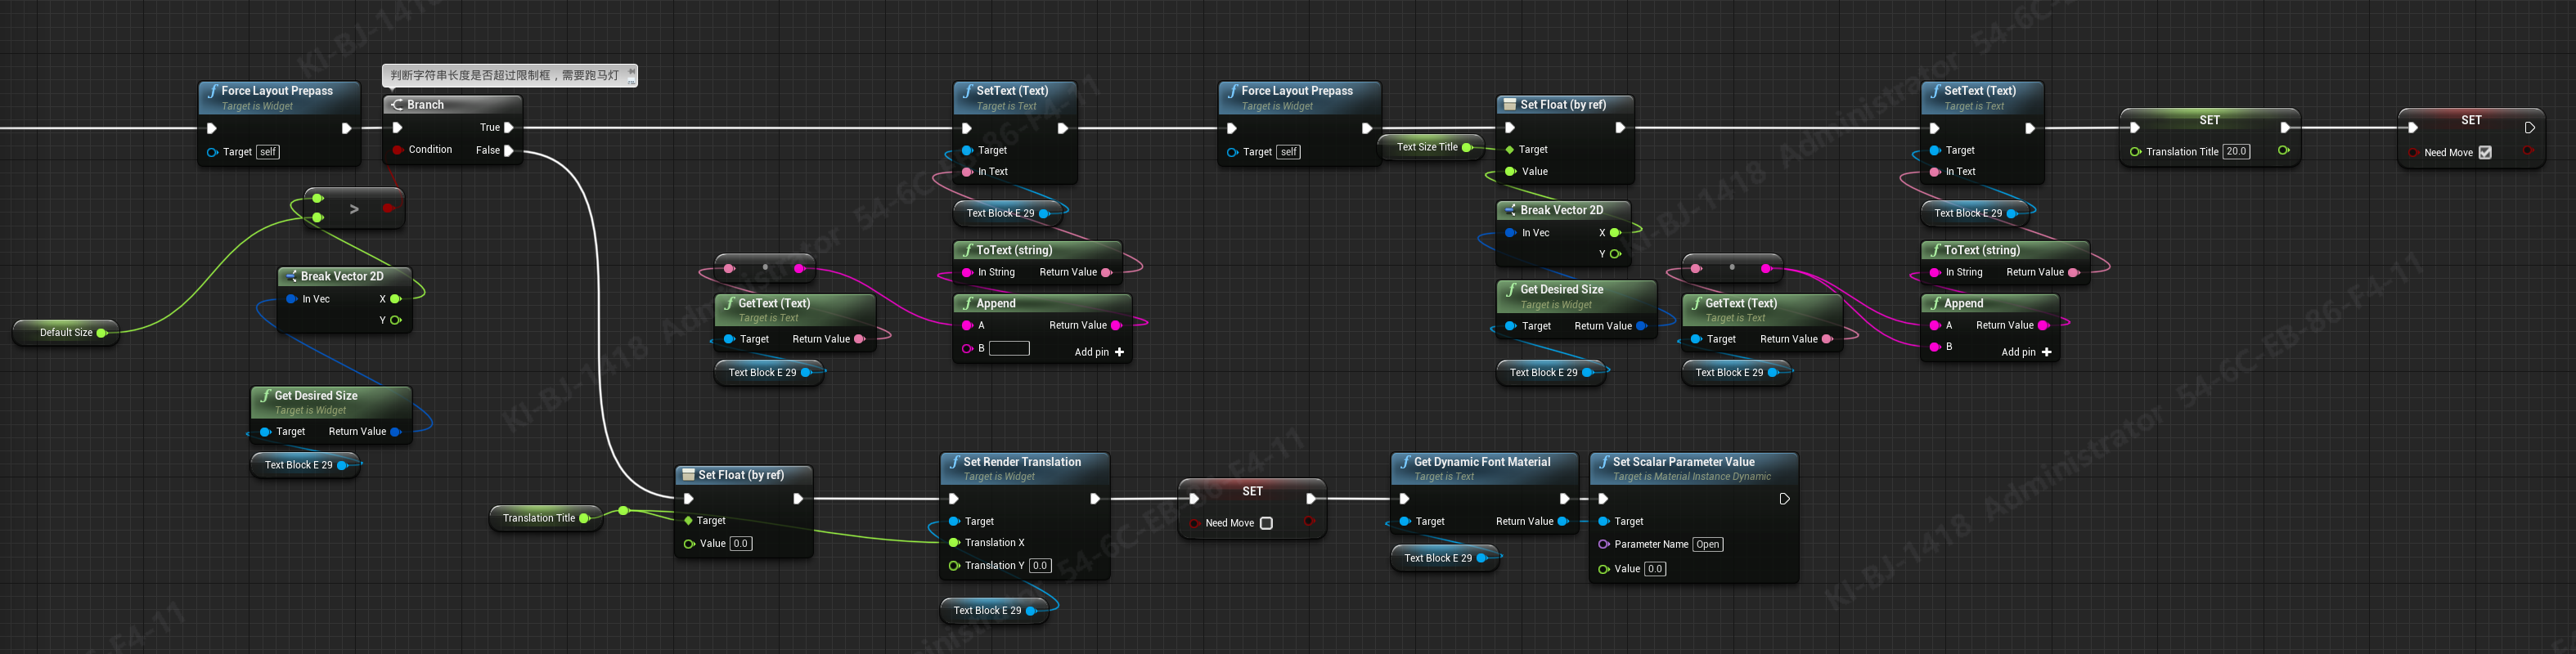 判断字符串长度是否超过限制框，需要跑马灯
Force Layout Prepass
Target is Widget
Target self
Branch
True
Condition
False
>
Break Vector 2D
In Vec
X
Y
Default Size
Get Desired Size
Target is Widget
Target
Return Value
Text Block E 29
SetText (Text)
Target is Text
Target
In Text
Text Block E 29
ToText (string)
In String
Return Value
GetText (Text)
Target is Text
Target
Return Value
Text Block E 29
Append
A
Return Value
B
Add pin +
Force Layout Prepass
Target is Widget
Target self
Text Size Title
Set Float (by ref)
Target
Value
Break Vector 2D
In Vec
X
Y
Get Desired Size
Target is Widget
Target
Return Value
Text Block E 29
GetText (Text)
Target is Text
Target
Return Value
Text Block E 29
SetText (Text)
Target is Text
Target
In Text
Text Block E 29
ToText (string)
In String
Return Value
Append
A
Return Value
B
Add pin +
SET
Translation Title 20.0
SET
Need Move
Translation Title
Set Float (by ref)
Target
Value 0.0
Set Render Translation
Target is Widget
Target
Translation X
Translation Y 0.0
Text Block E 29
SET
Need Move
Get Dynamic Font Material
Target is Text
Target
Return Value
Text Block E 29
Set Scalar Parameter Value
Target is Material Instance Dynamic
Target
Parameter Name Open
Value 0.0
KI-BJ-1418 Administrator 54-6C-EB-86-F4-11
KI-BJ-1418 Administrator 54-6C-EB-86-F4-11